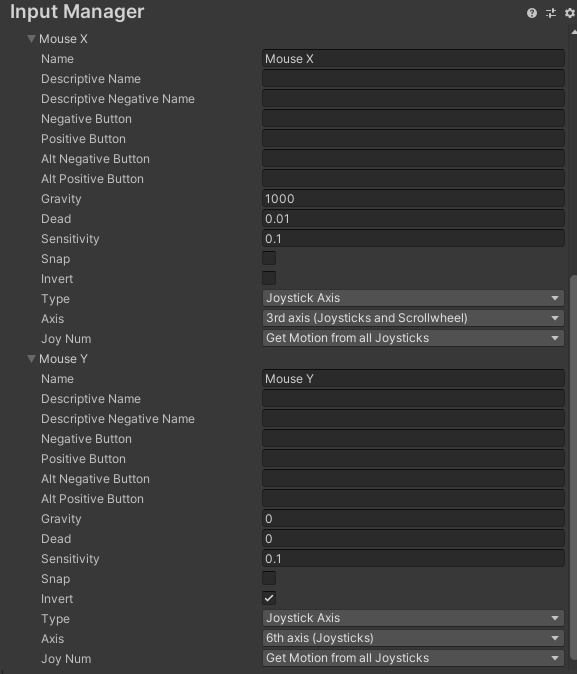 Input Manager
Mouse X
Name Mouse X
Descriptive Name
Descriptive Negative Name
Negative Button
Positive Button
Alt Negative Button
Alt Positive Button
Gravity 1000
Dead 0.01
Sensitivity 0.1
Snap
Invert
Type Joystick Axis
Axis 3rd axis (Joysticks and Scrollwheel)
Joy Num Get Motion from all Joysticks
Mouse Y
Name Mouse Y
Descriptive Name
Descriptive Negative Name
Negative Button
Positive Button
Alt Negative Button
Alt Positive Button
Gravity 0
Dead 0
Sensitivity 0.1
Snap
Invert
Type Joystick Axis
Axis 6th axis (Joysticks)
Joy Num Get Motion from all Joysticks